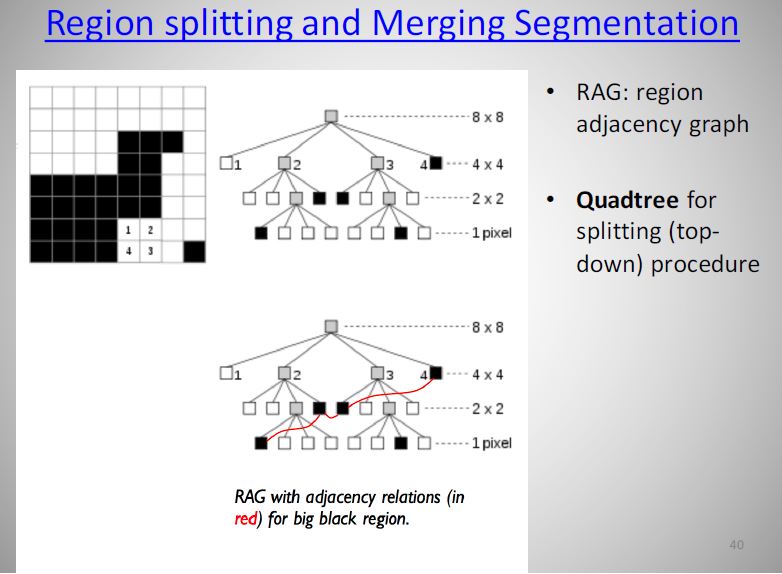 Region splitting and Merging Segmentation
1 2
4 3
8 x 8
1 2 3 4 4 x 4
2 x 2
1 pixel
8 x 8
1 2 3 4 4 x 4
2 x 2
1 pixel
RAG with adjacency relations (in
red) for big black region.
• RAG: region
adjacency graph
• Quadtree for
splitting (top-
down) procedure
40